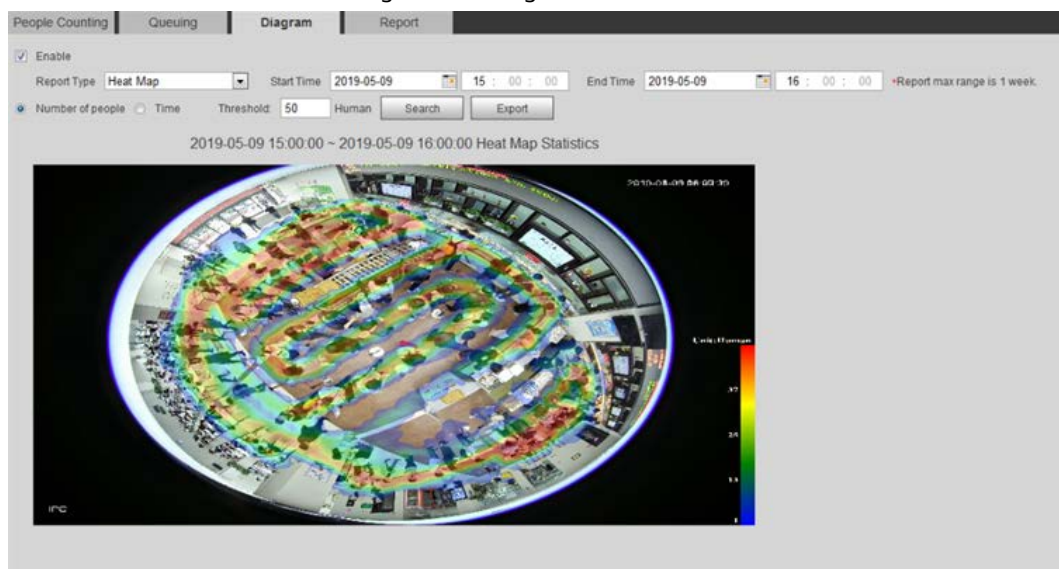 People Counting Queuing Diagram Report
Enable
Report Type Heat Map Start Time 2019-05-09 15 : 00 : 00 End Time 2019-05-09 16 : 00 : 00 *Report max range is 1 week.
Number of people Time Threshold: 50 Human Search Export
2019-05-09 15:00:00 ~ 2019-05-09 16:00:00 Heat Map Statistics
Unit:Human
IPC
1